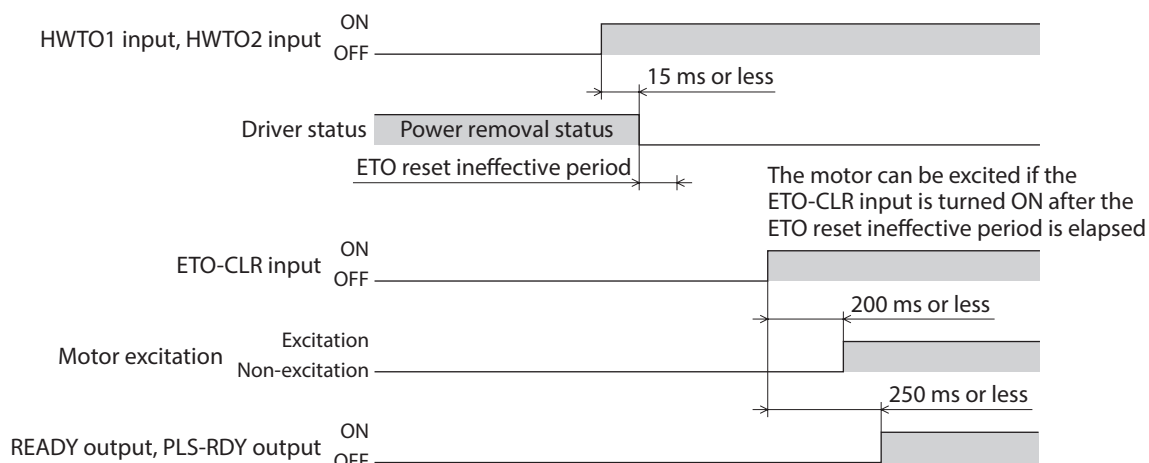 ON
HWTO1 input, HWTO2 input
OFF
15 ms or less
Driver status
Power removal status
ETO reset ineffective period
The motor can be excited if the
ETO-CLR input is turned ON after the
ETO reset ineffective period is elapsed
ON
ETO-CLR input
OFF
200 ms or less
Excitation
Motor excitation
Non-excitation
250 ms or less
ON
READY output, PLS-RDY output
OFF